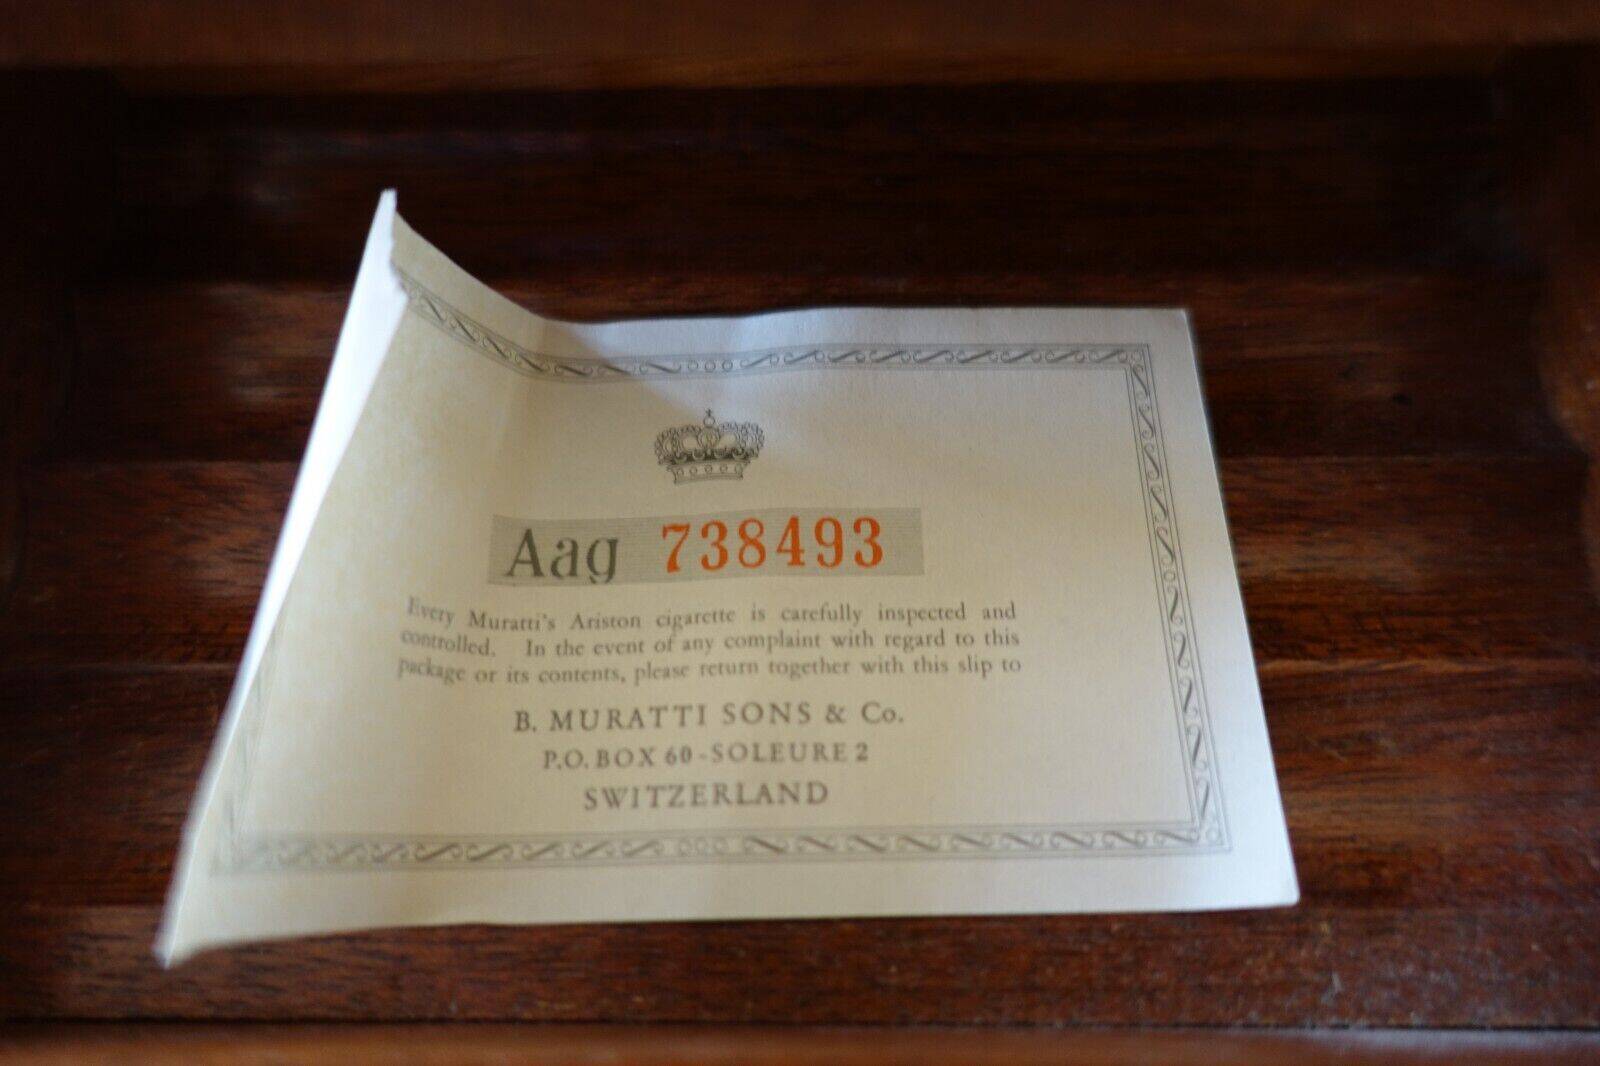 Aag 738493
Every Muratti's Ariston cigarette is carefully inspected and
controlled. In the event of any complaint with regard to this
package or its contents, please return together with this slip to
B. MURATTI SONS & Co.
P.O. BOX 60 - SOLEURE 2
SWITZERLAND